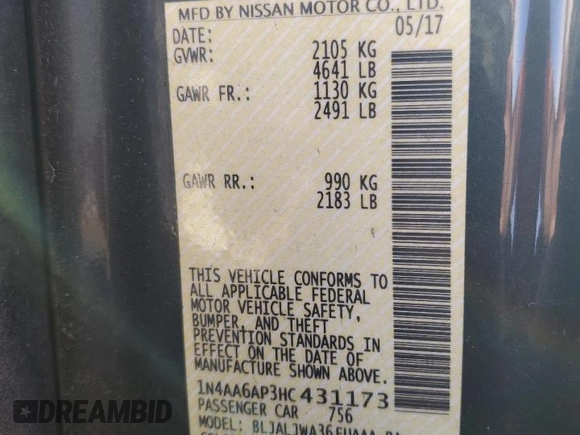 MFD BY NISSAN MOTOR CO., LTD.
DATE: 05/17
GVWR: 2105 KG
4641 LB
GAWR FR.: 1130 KG
2491 LB
GAWR RR.: 990 KG
2183 LB
THIS VEHICLE CONFORMS TO
ALL APPLICABLE FEDERAL
MOTOR VEHICLE SAFETY,
BUMPER, AND THEFT
PREVENTION STANDARDS IN
EFFECT ON THE DATE OF
MANUFACTURE SHOWN ABOVE.
1N4AA6AP3HC431173
PASSENGER CAR 756
MODEL:
DREAMBID